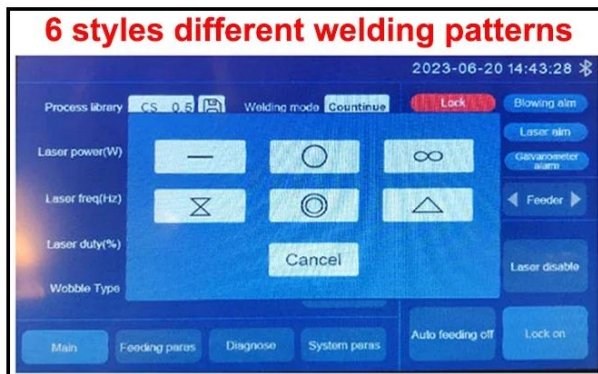 6 styles different welding patterns
2023-06-20 14:43:28
Process library CS 0.5 Welding mode Countinue Lock Blowing alm
Laser alm
Laser power(W)
Galvanometer alarm
Laser freq(Hz)
Feeder
Laser duty(%)
Cancel
Laser disable
Wobble Type
Main Feeding paras Diagnose System paras Auto feeding off Lock on